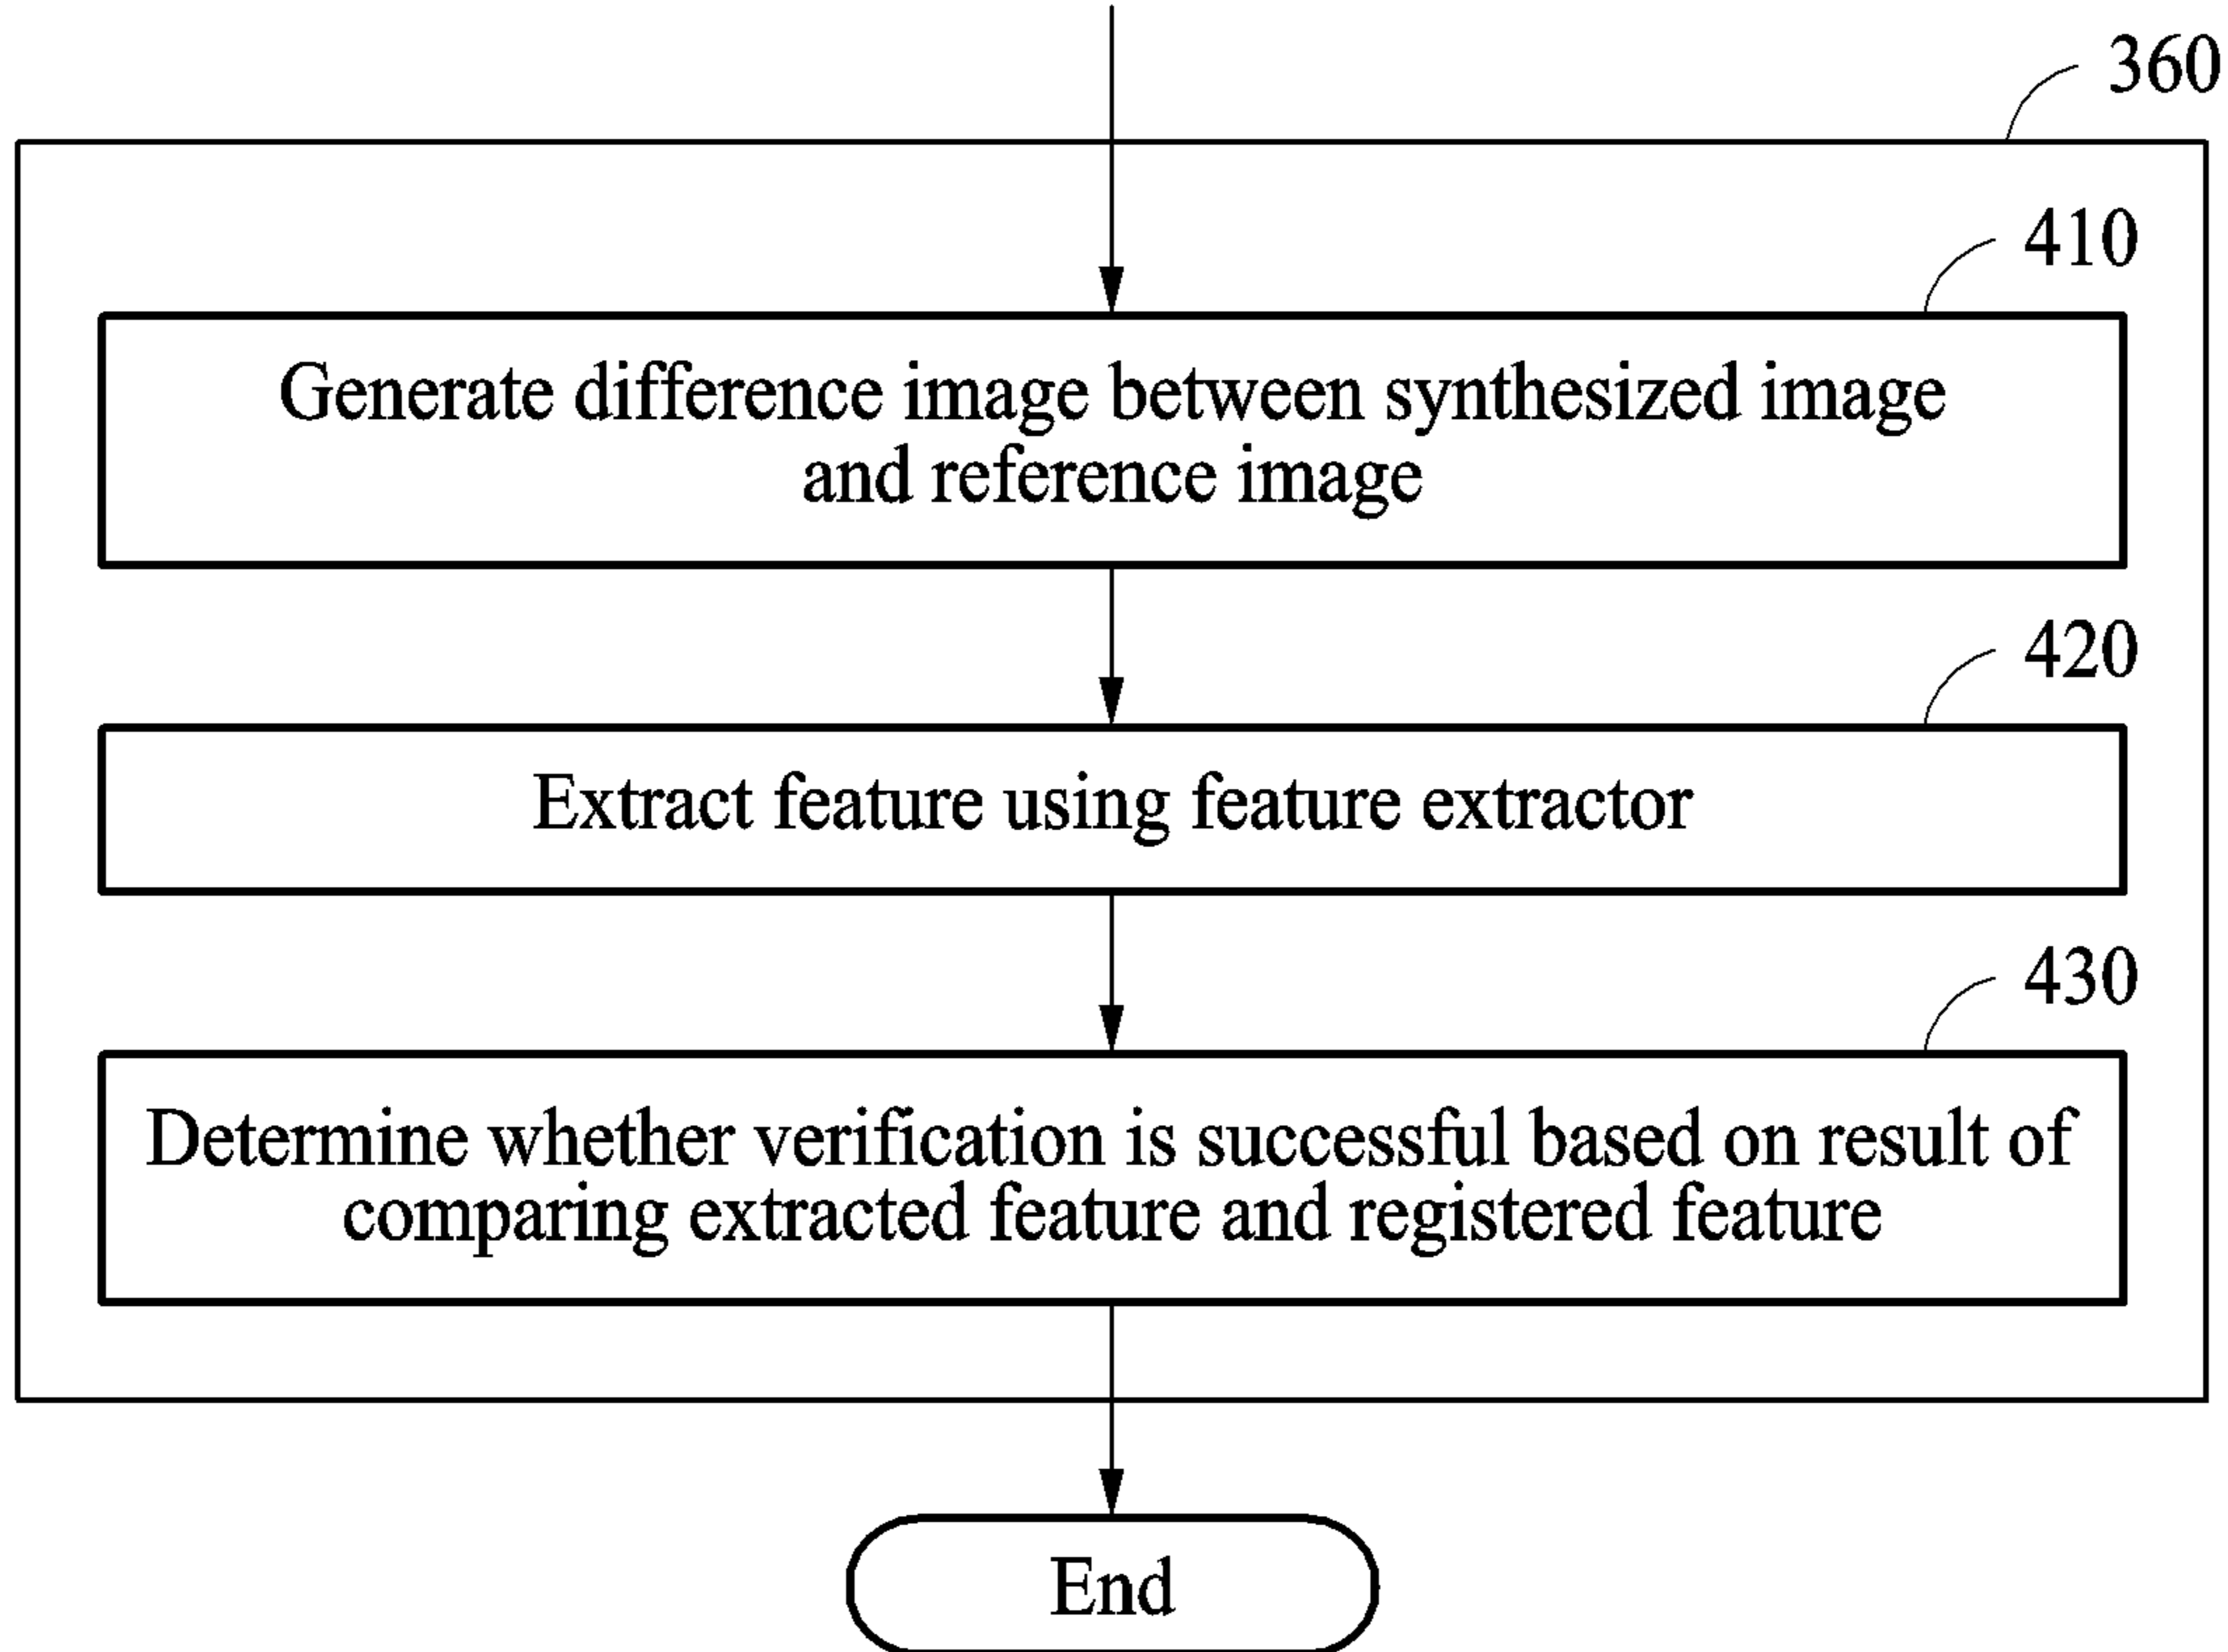 360
410
Generate difference image between synthesized image
and reference image
420
Extract feature using feature extractor
430
Determine whether verification is successful based on result of
comparing extracted feature and registered feature
End